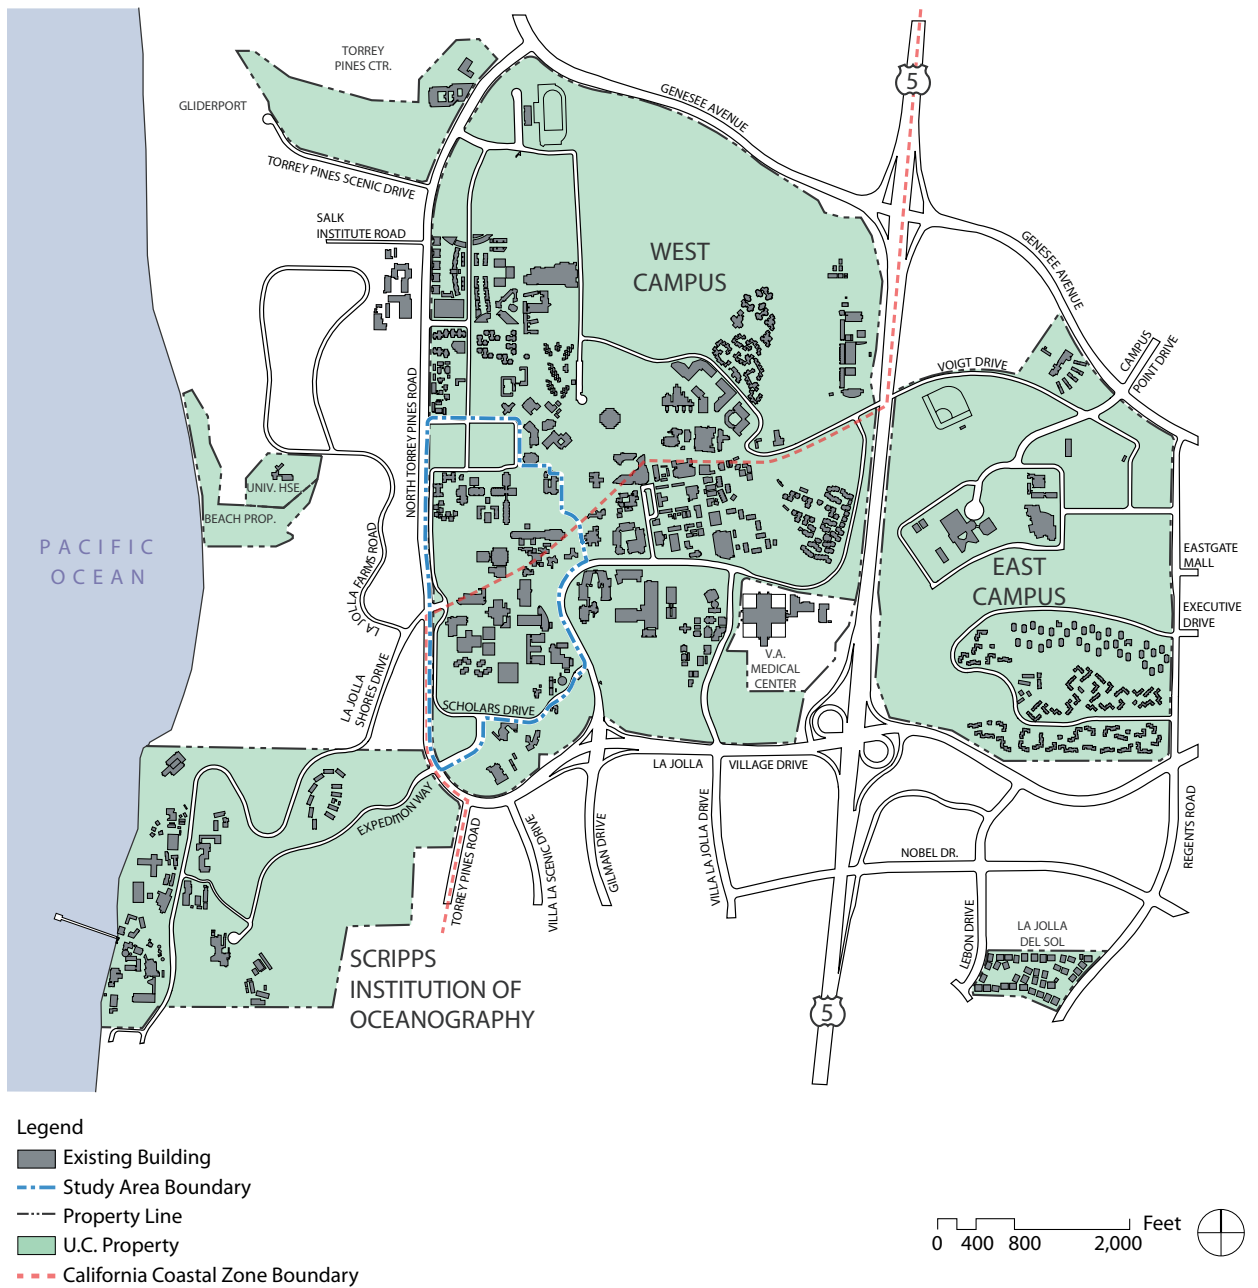 TORREY
PINES CTR.
GLIDERPORT
TORREY PINES SCENIC DRIVE
GENESEE AVENUE
5
SALK
INSTITUTE ROAD
WEST
CAMPUS
GENESEE AVENUE
CAMPUS
POINT DRIVE
VOIGT DRIVE
NORTH TORREY PINES ROAD
UNIV. HSE.
BEACH PROP.
PACIFIC
OCEAN
LA JOLLA FARMS ROAD
EASTGATE
MALL
EAST
CAMPUS
EXECUTIVE
DRIVE
V.A.
MEDICAL
CENTER
LA JOLLA
SHORES DRIVE
SCHOLARS DRIVE
LA JOLLA
VILLAGE DRIVE
EXPEDITION WAY
TORREY PINES ROAD
VILLA LA SCENIC DRIVE
GILMAN DRIVE
VILLA LA JOLLA DRIVE
NOBEL DR.
REGENTS ROAD
LEBON DRIVE
LA JOLLA
DEL SOL
SCRIPPS
INSTITUTION OF
OCEANOGRAPHY
5
Legend
Existing Building
Study Area Boundary
Property Line
U.C. Property
California Coastal Zone Boundary
Feet
0 400 800 2,000